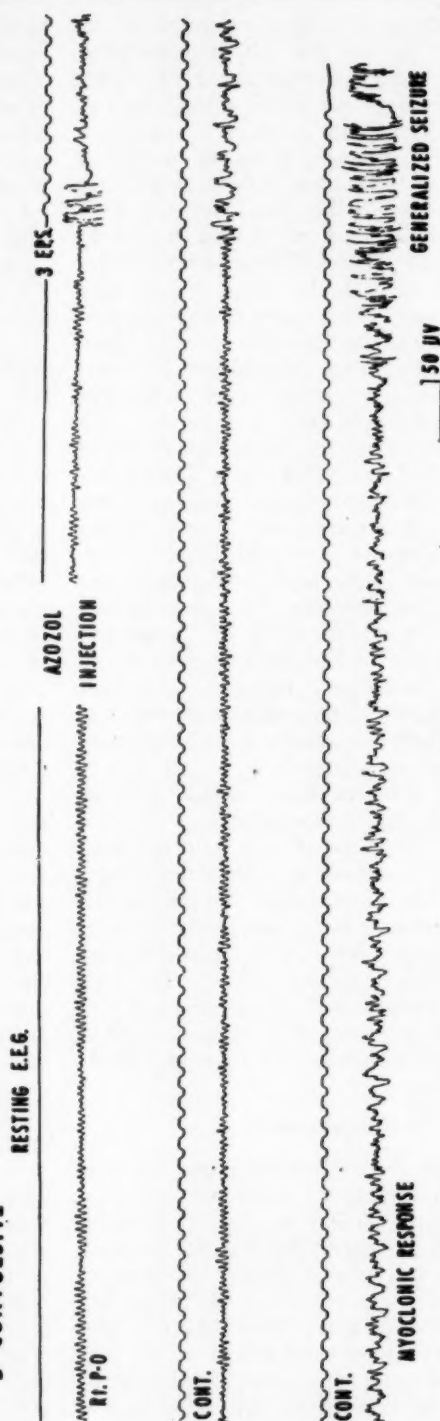 RESTING E.E.G.
AZOZOL
INJECTION
3 EPS.
RT. P-O
CONT.
CONT.
MYOCLONIC RESPONSE
GENERALIZED SEIZURE
50 UV